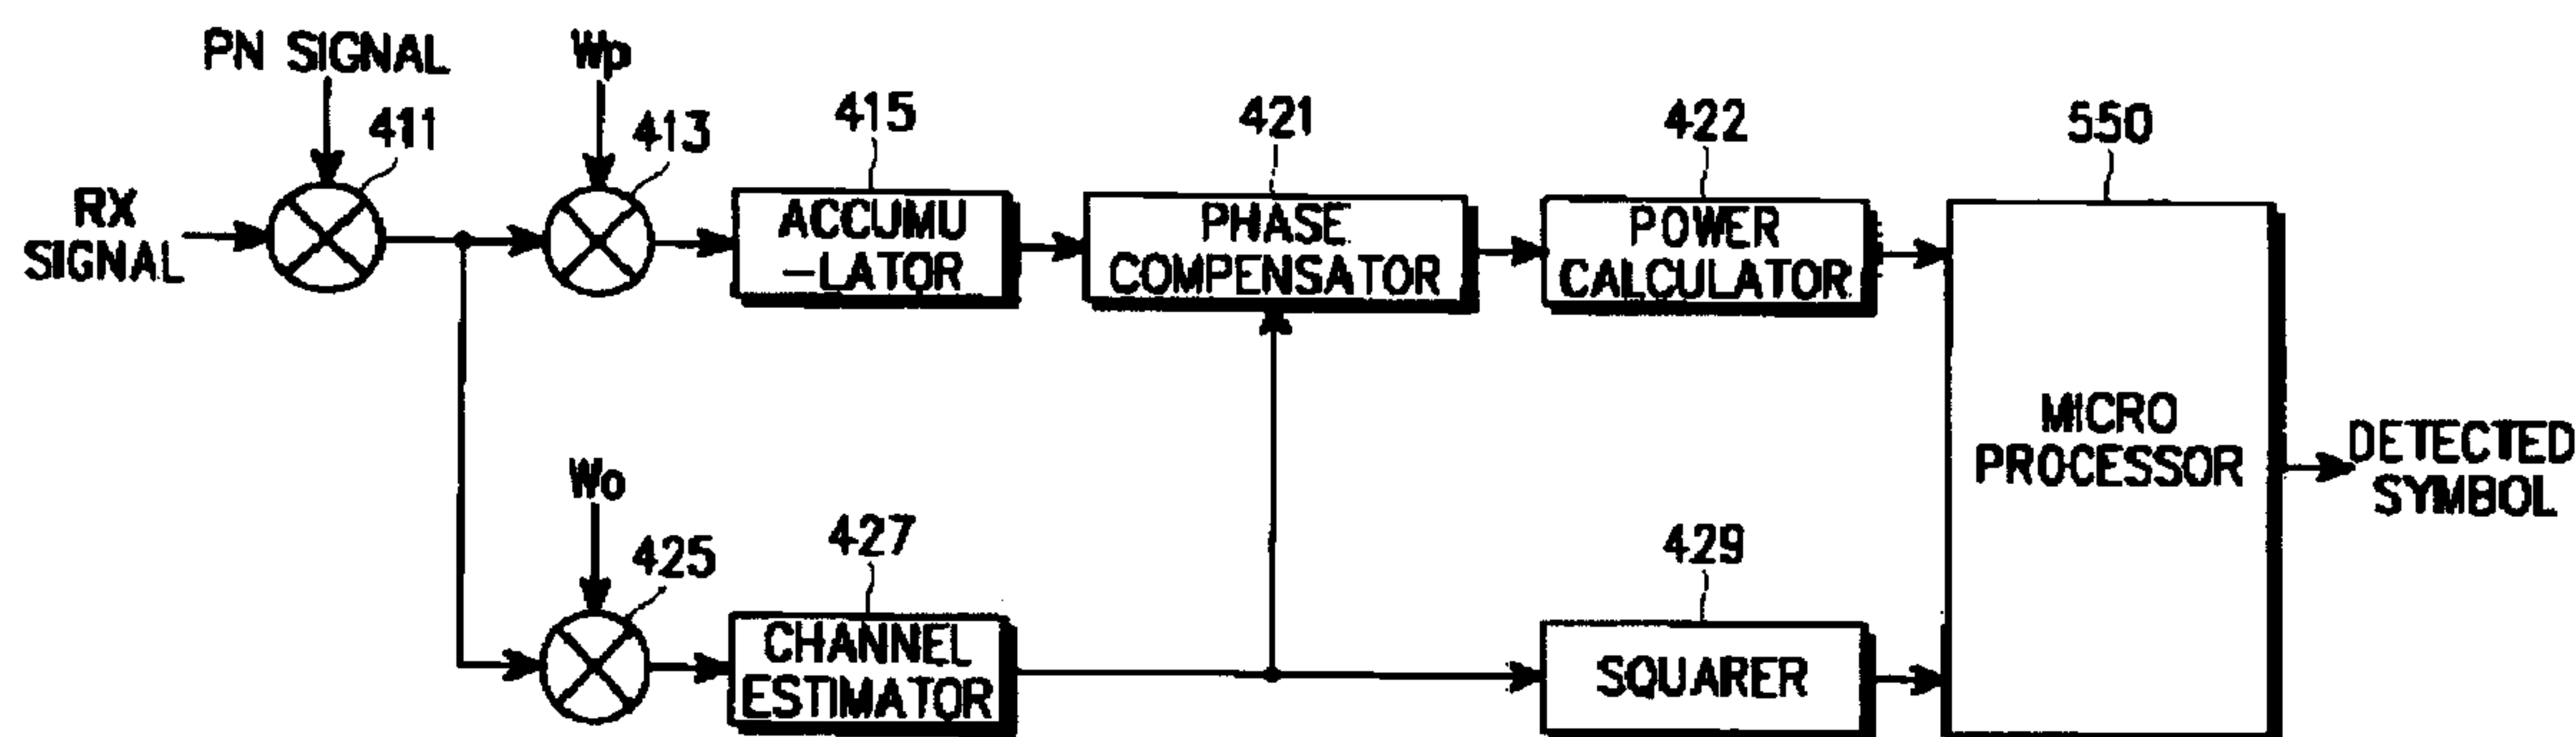 PN SIGNAL
Wp
411
413
415
421
422
550
RX
SIGNAL
ACCUMU
-LATOR
PHASE
COMPENSATOR
POWER
CALCULATOR
MICRO
PROCESSOR
DETECTED
SYMBOL
Wo
425
427
429
CHANNEL
ESTIMATOR
SQUARER